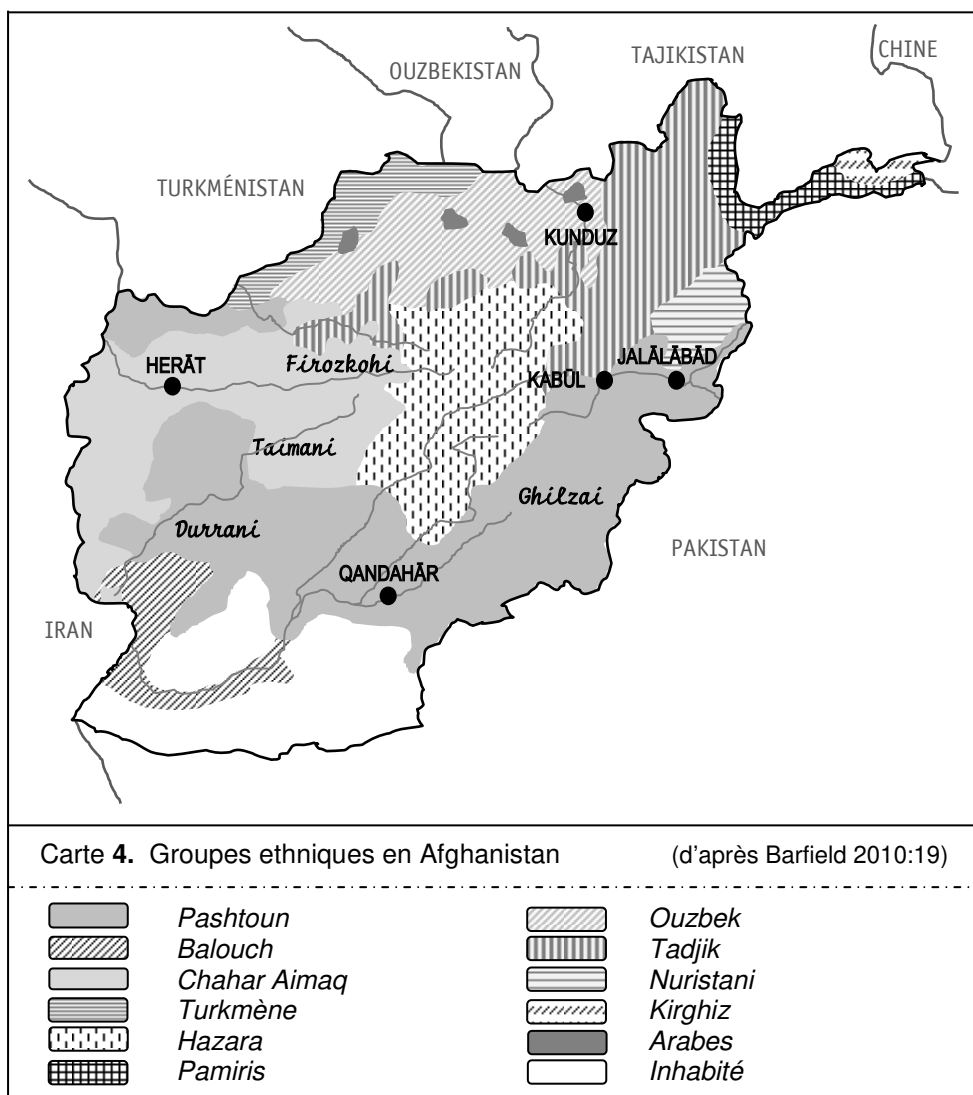 OUZBEKISTAN
TAJIKISTAN
CHINE
TURKMÉNISTAN
KUNDUZ
HERĀT
Firozkohi
KABŪL
JALĀLĀBĀD
Taimani
Ghilzai
Durrani
PAKISTAN
QANDAHĀR
IRAN
Carte 4. Groupes ethniques en Afghanistan (d'après Barfield 2010:19)
Pashtoun
Balouch
Chahar Aimaq
Turkmène
Hazara
Pamiris
Ouzbek
Tadjik
Nuristani
Kirghiz
Arabes
Inhabité